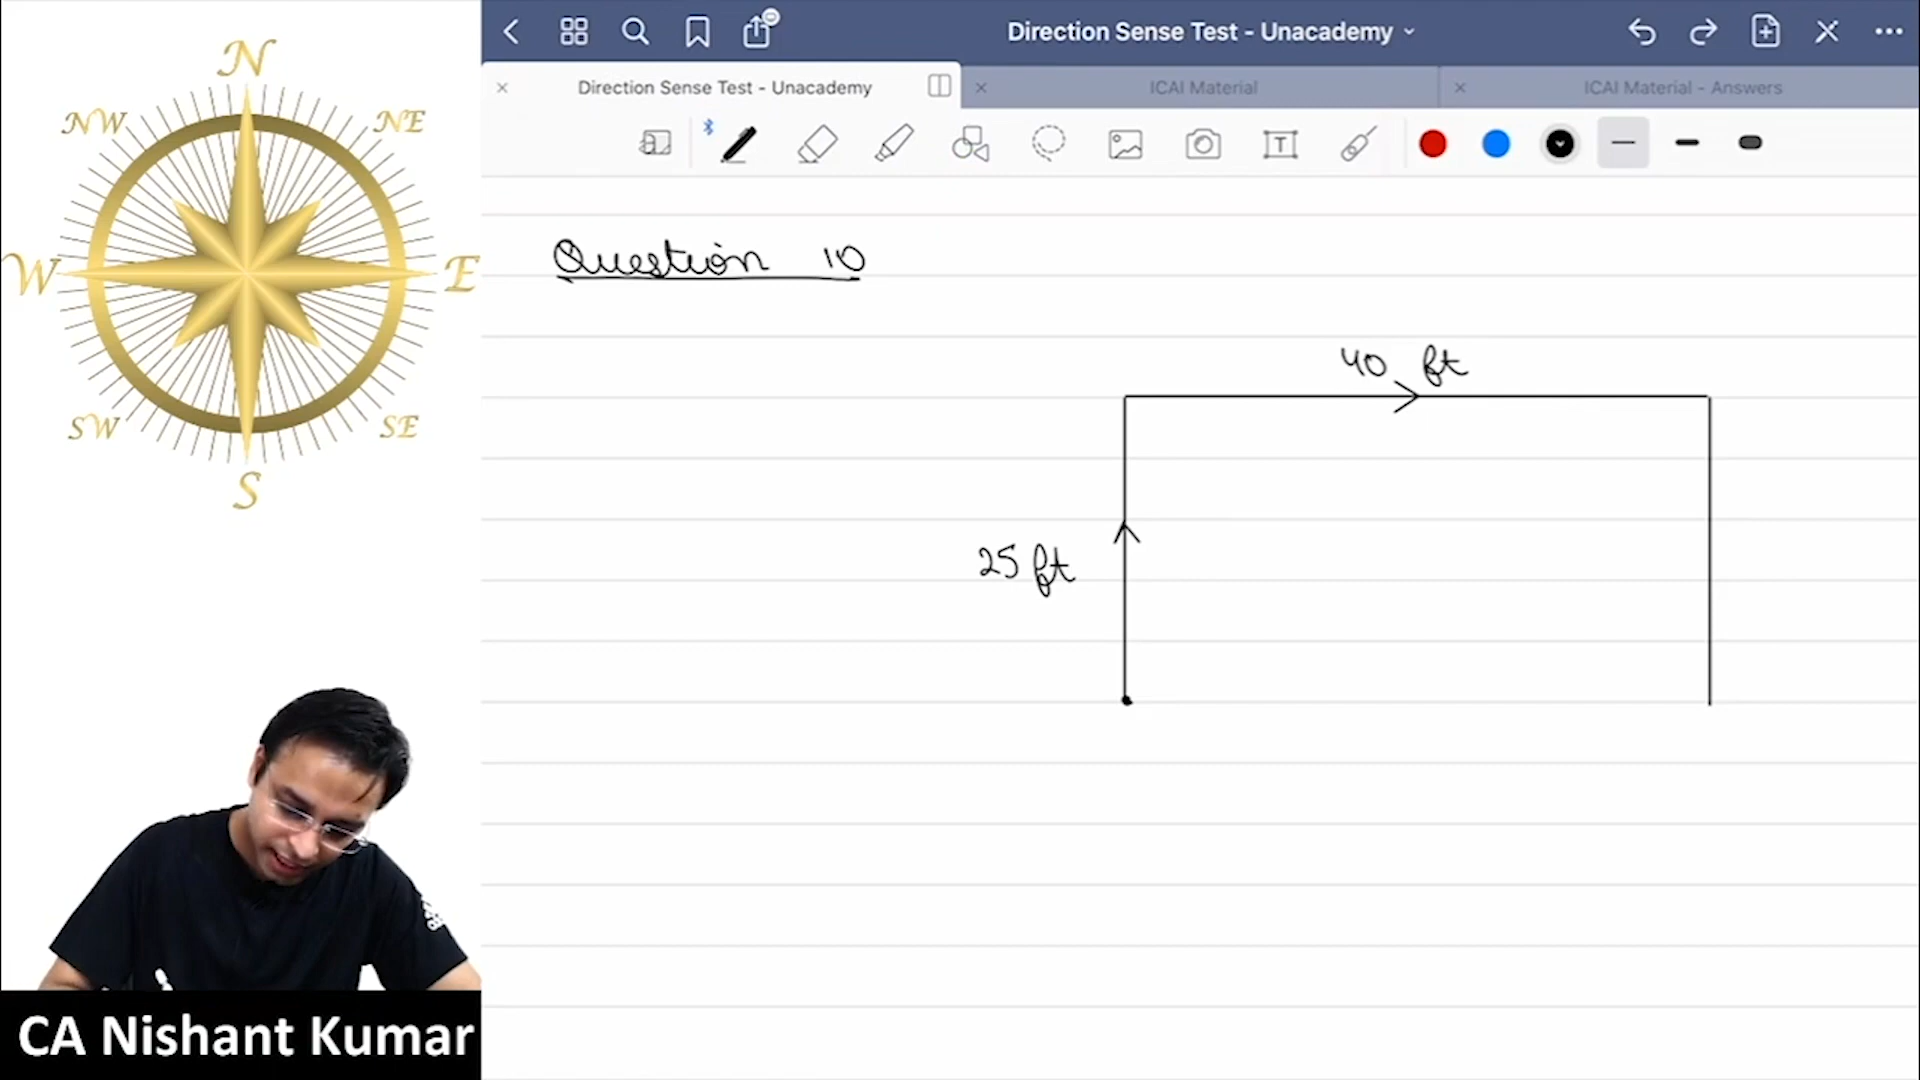 N
NW
NE
W
E
SW
SE
S
Direction Sense Test - Unacademy
Direction Sense Test - Unacademy
ICAI Material
ICAI Material - Answers
Question 10
40 ft
25 ft
CA Nishant Kumar